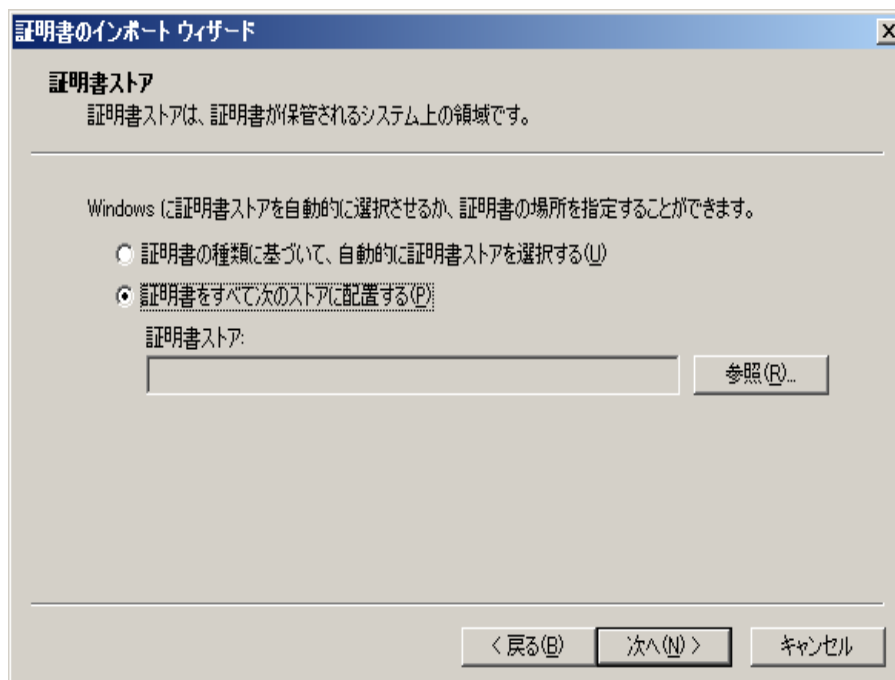 証明書のインポート ウィザード
証明書ストア
証明書ストアは、証明書が保管されるシステム上の領域です。
Windows に証明書ストアを自動的に選択させるか、証明書の場所を指定することができます。
証明書の種類に基づいて、自動的に証明書ストアを選択する(U)
証明書をすべて次のストアに配置する(P)
証明書ストア:
参照(R)...
< 戻る(B)
次へ(N) >
キャンセル